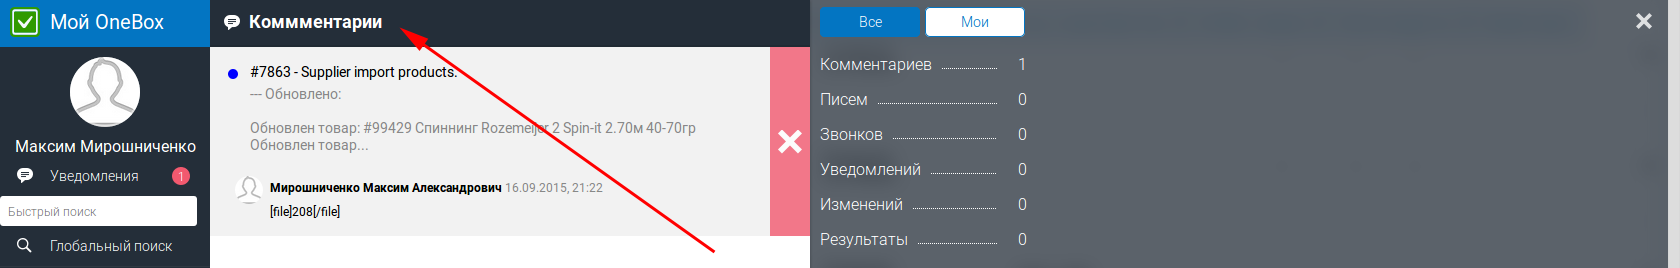 Мой OneBox
Максим Мирошниченко
Уведомления 1
Быстрый поиск
Глобальный поиск
Коммментарии
#7863 - Supplier import products.
--- Обновлено:
Обновлен товар: #99429 Спиннинг Rozemeijer 2 Spin-it 2.70м 40-70гр
Обновлен товар...
Мирошниченко Максим Александрович 16.09.2015, 21:22
[file]208[/file]
Все Мои
Комментариев 1
Писем 0
Звонков 0
Уведомлений 0
Изменений 0
Результаты 0